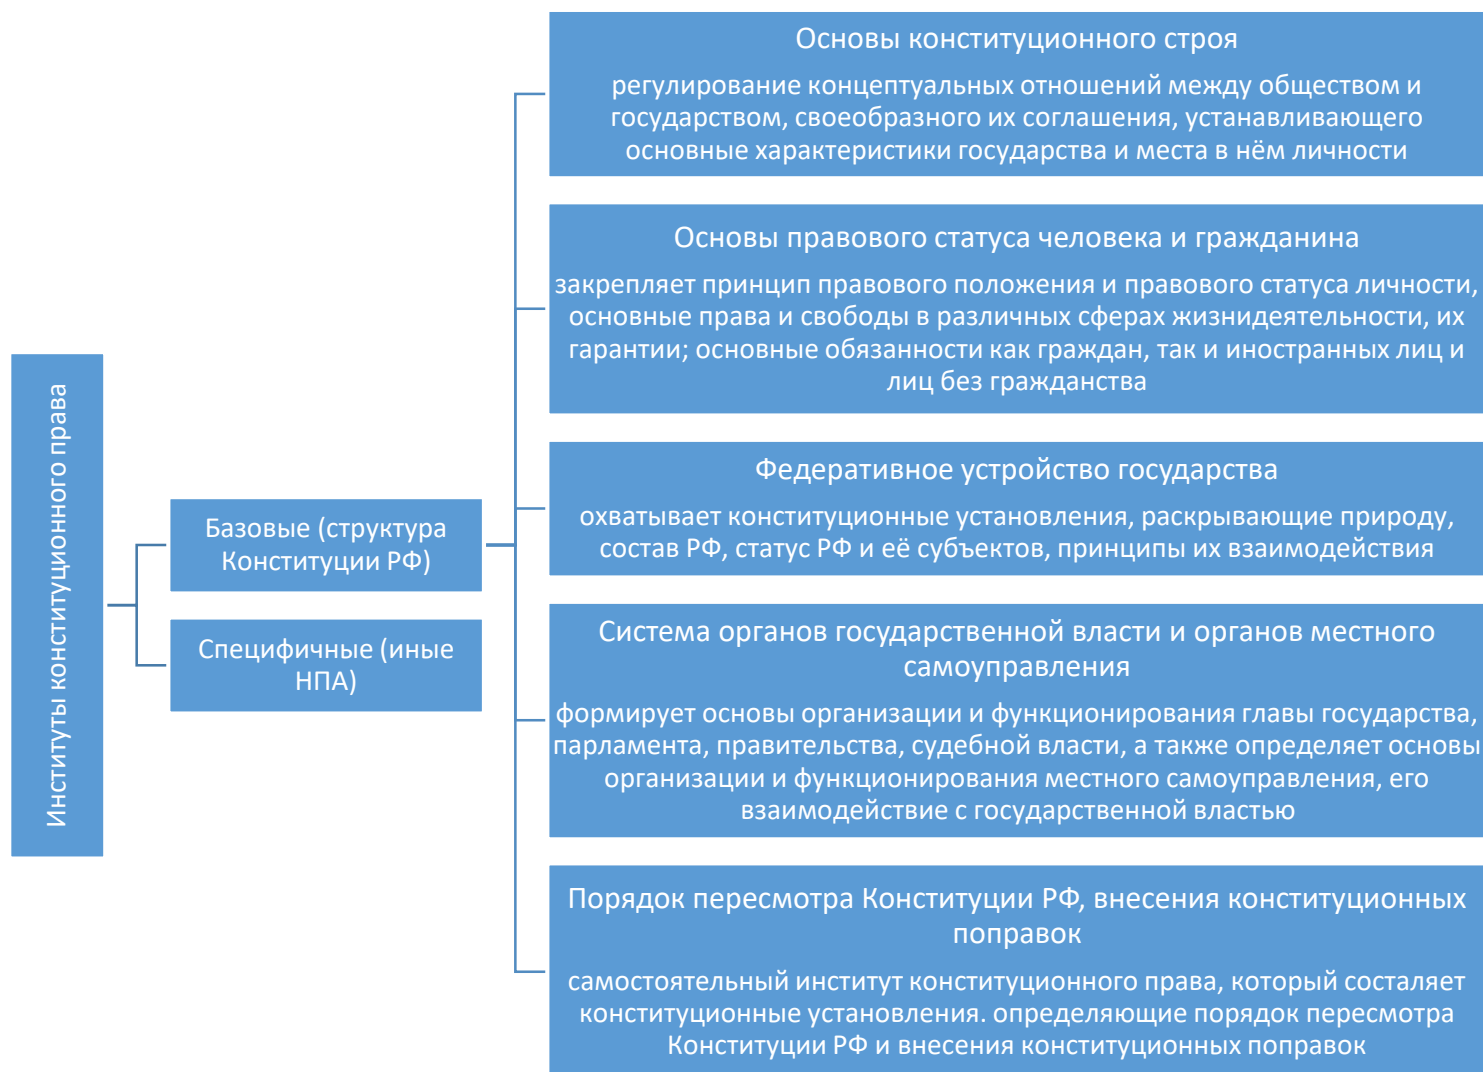 Институты конституционного права
Базовые (структура
Конституции РФ)
Специфичные (иные
НПА)
Основы конституционного строя
регулирование концептуальных отношений между обществом и
государством, своеобразного их соглашения, устанавливающего
основные характеристики государства и места в нём личности
Основы правового статуса человека и гражданина
закрепляет принцип правового положения и правового статуса личности,
основные права и свободы в различных сферах жизнидеятельности, их
гарантии; основные обязанности как граждан, так и иностранных лиц и
лиц без гражданства
Федеративное устройство государства
охватывает конституционные установления, раскрывающие природу,
состав РФ, статус РФ и её субъектов, принципы их взаимодействия
Система органов государственной власти и органов местного
самоуправления
формирует основы организации и функционирования главы государства,
парламента, правительства, судебной власти, а также определяет основы
организации и функционирования местного самоуправления, его
взаимодействие с государственной властью
Порядок пересмотра Конституции РФ, внесения конституционных
поправок
самостоятельный институт конституционного права, который состаляет
конституционные установления. определяющие порядок пересмотра
Конституции РФ и внесения конституционных поправок